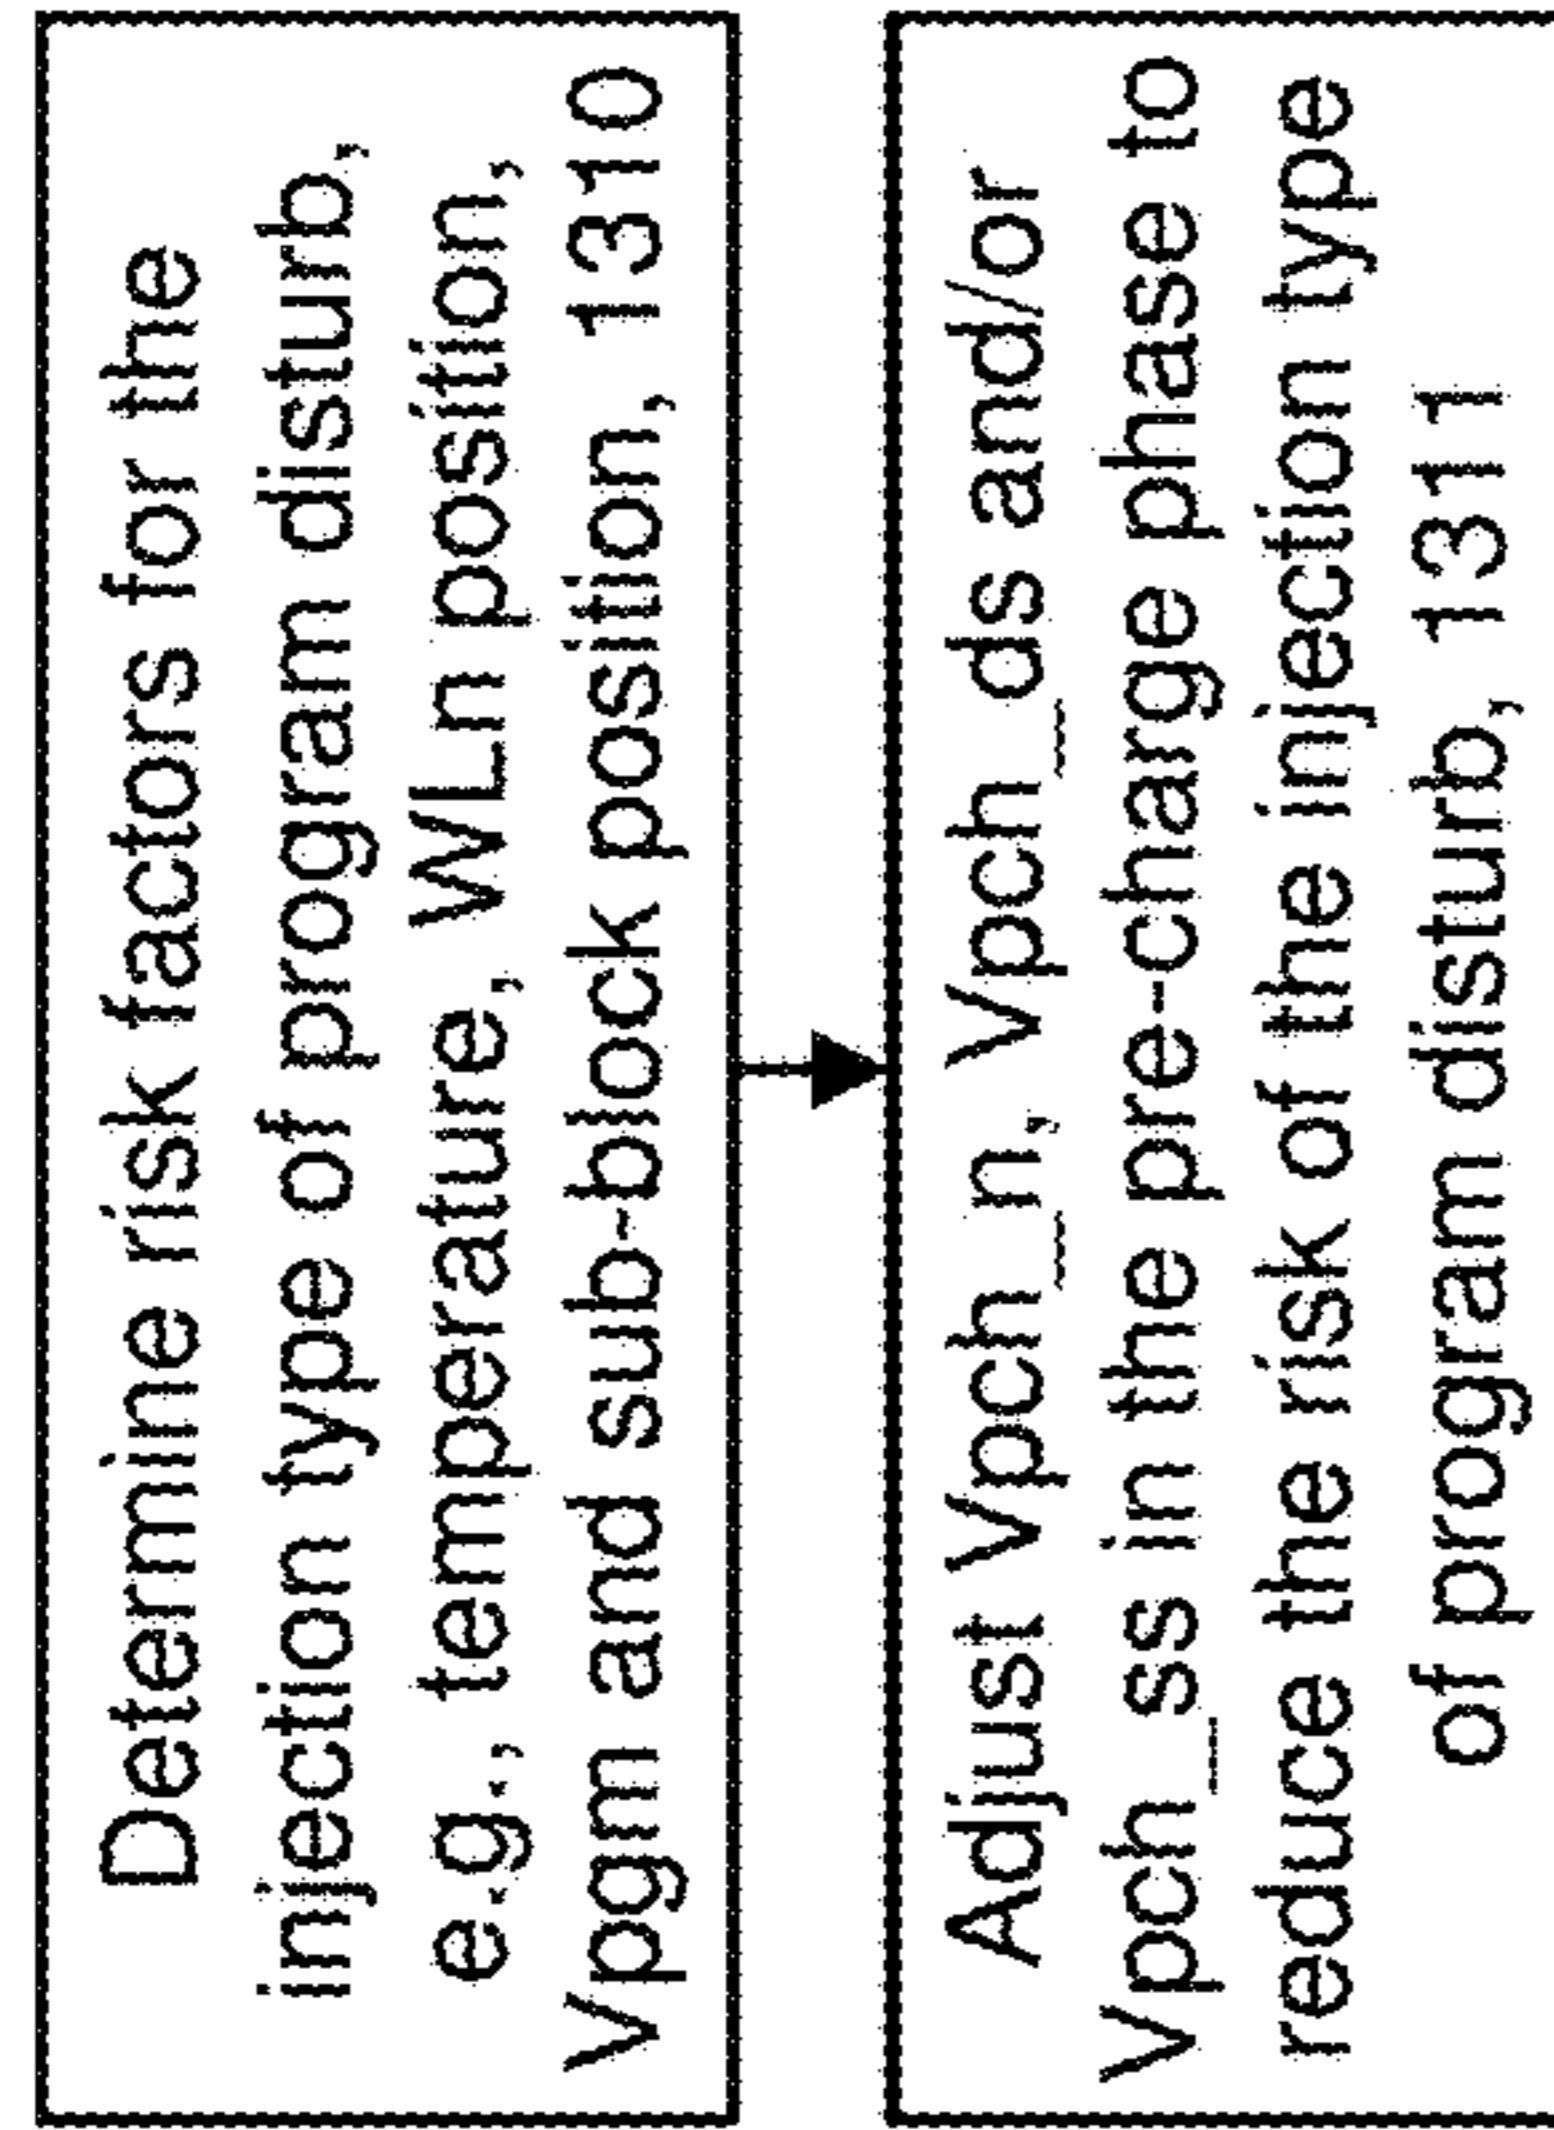 Determine risk factors for the
injection type of program disturb,
e.g., temperature, WLn position,
Vpgm and sub-block position, 1310
Adjust Vpch_n, Vpch_ds and/or
Vpch_ss in the pre-charge phase to
reduce the risk of the injection type
of program disturb, 1311